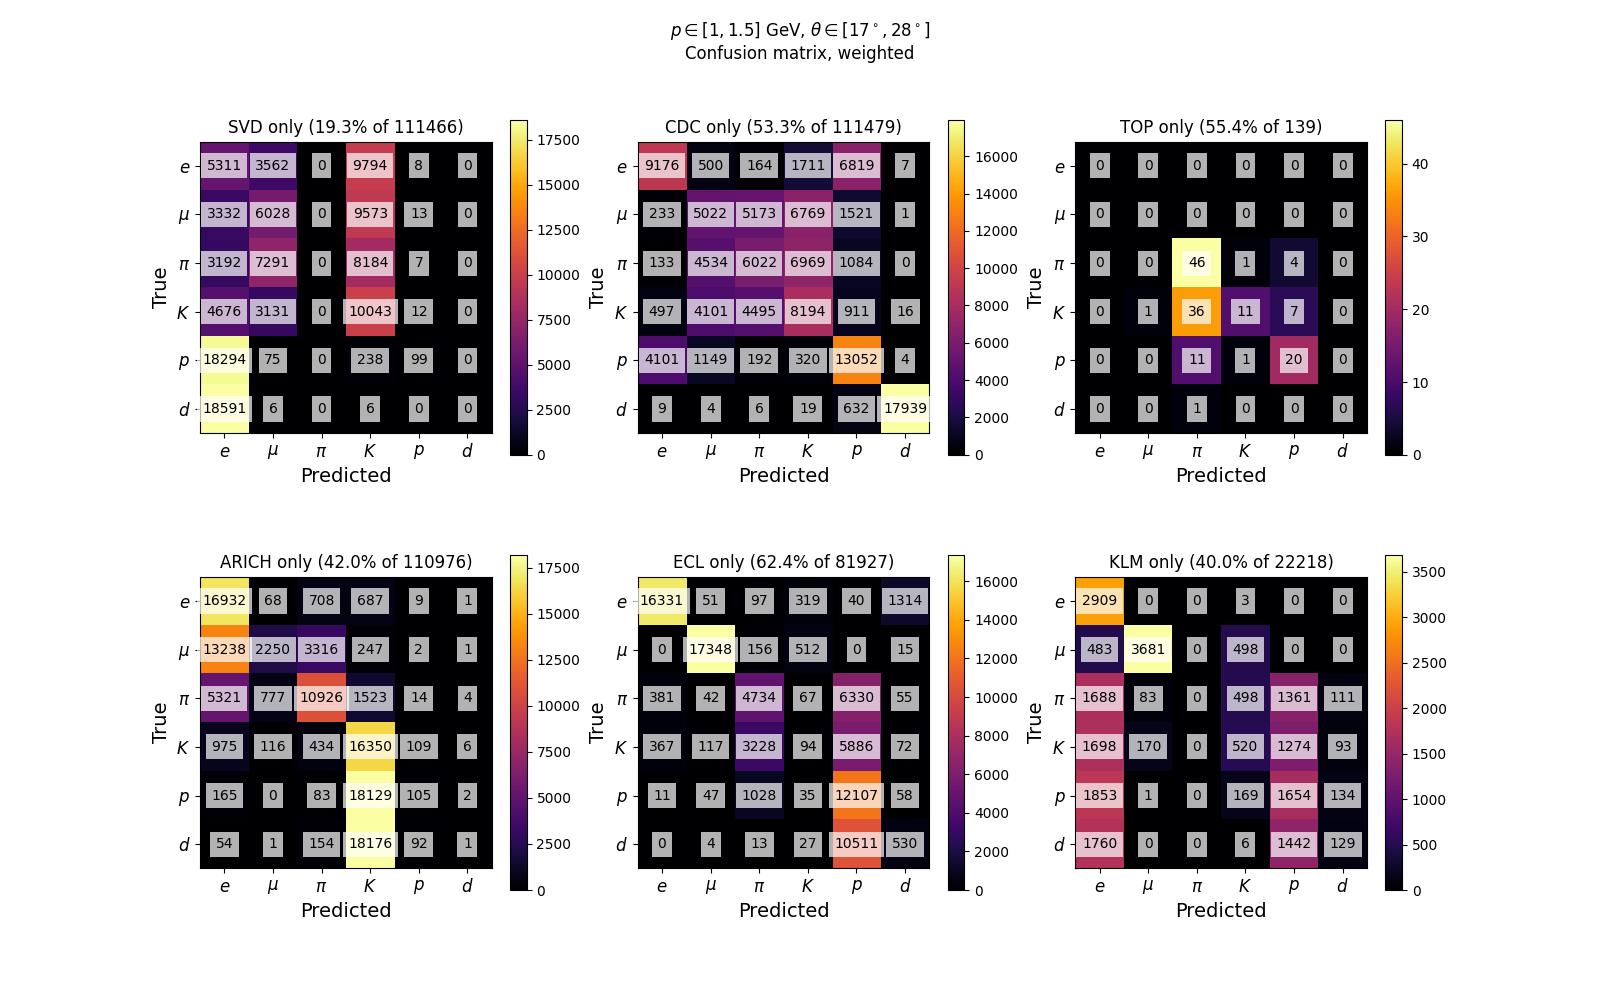 p ∈ [1, 1.5] GeV, θ ∈ [17°, 28°]
Confusion matrix, weighted
SVD only (19.3% of 111466)
True
e 5311 3562 0 9794 8 0
μ 3332 6028 0 9573 13 0
π 3192 7291 0 8184 7 0
K 4676 3131 0 10043 12 0
p 18294 75 0 238 99 0
d 18591 6 0 6 0 0
e μ π K p d
Predicted
17500
15000
12500
10000
7500
5000
2500
0
CDC only (53.3% of 111479)
True
e 9176 500 164 1711 6819 7
μ 233 5022 5173 6769 1521 1
π 133 4534 6022 6969 1084 0
K 497 4101 4495 8194 911 16
p 4101 1149 192 320 13052 4
d 9 4 6 19 632 17939
e μ π K p d
Predicted
16000
14000
12000
10000
8000
6000
4000
2000
0
TOP only (55.4% of 139)
True
e 0 0 0 0 0 0
μ 0 0 0 0 0 0
π 0 0 46 1 4 0
K 0 1 36 11 7 0
p 0 0 11 1 20 0
d 0 0 1 0 0 0
e μ π K p d
Predicted
40
30
20
10
0
ARICH only (42.0% of 110976)
True
e 16932 68 708 687 9 1
μ 13238 2250 3316 247 2 1
π 5321 777 10926 1523 14 4
K 975 116 434 16350 109 6
p 165 0 83 18129 105 2
d 54 1 154 18176 92 1
e μ π K p d
Predicted
17500
15000
12500
10000
7500
5000
2500
0
ECL only (62.4% of 81927)
True
e 16331 51 97 319 40 1314
μ 0 17348 156 512 0 15
π 381 42 4734 67 6330 55
K 367 117 3228 94 5886 72
p 11 47 1028 35 12107 58
d 0 4 13 27 10511 530
e μ π K p d
Predicted
16000
14000
12000
10000
8000
6000
4000
2000
0
KLM only (40.0% of 22218)
True
e 2909 0 0 3 0 0
μ 483 3681 0 498 0 0
π 1688 83 0 498 1361 111
K 1698 170 0 520 1274 93
p 1853 1 0 169 1654 134
d 1760 0 0 6 1442 129
e μ π K p d
Predicted
3500
3000
2500
2000
1500
1000
500
0